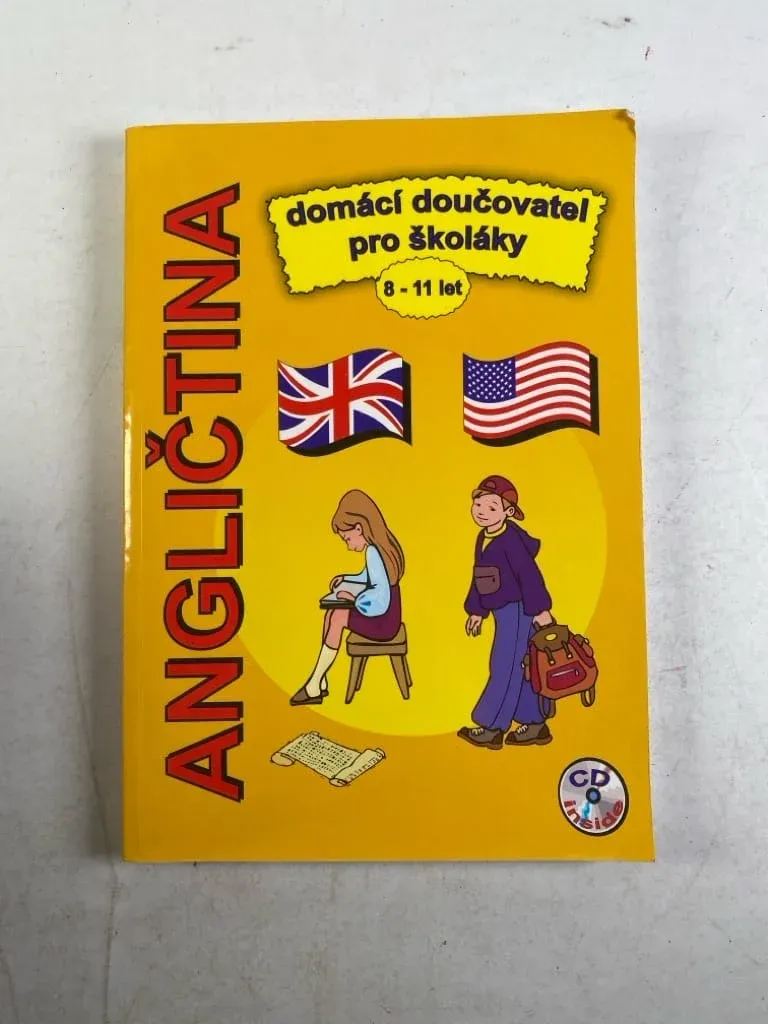 ANGLIČTINA
domácí doučovatel
pro školáky
8 - 11 let
CD
inside